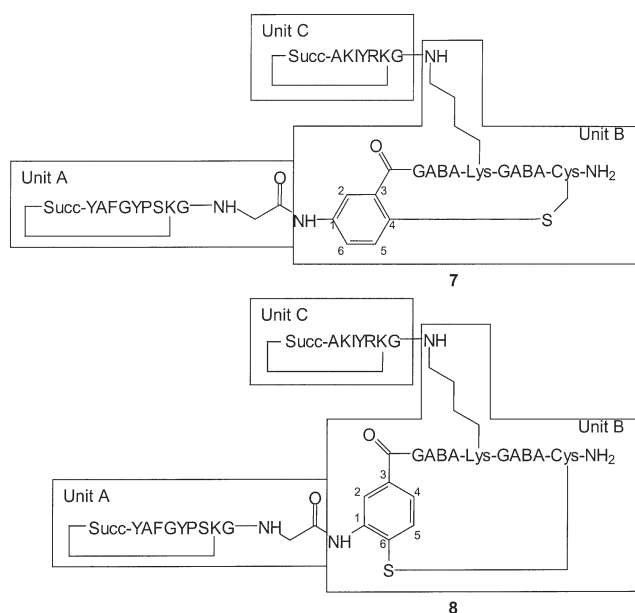 Unit C
Succ-AKIYRKG NH
Unit B
O
GABA-Lys-GABA-Cys-NH2
Unit A
O
2 3
Succ-YAFGYPSKG NH
NH 1 4 S
6 5
7
Unit C
Succ-AKIYRKG NH
Unit B
O
GABA-Lys-GABA-Cys-NH2
3
Unit A
O
2 4
1 5
Succ-YAFGYPSKG NH
NH 6
S
8